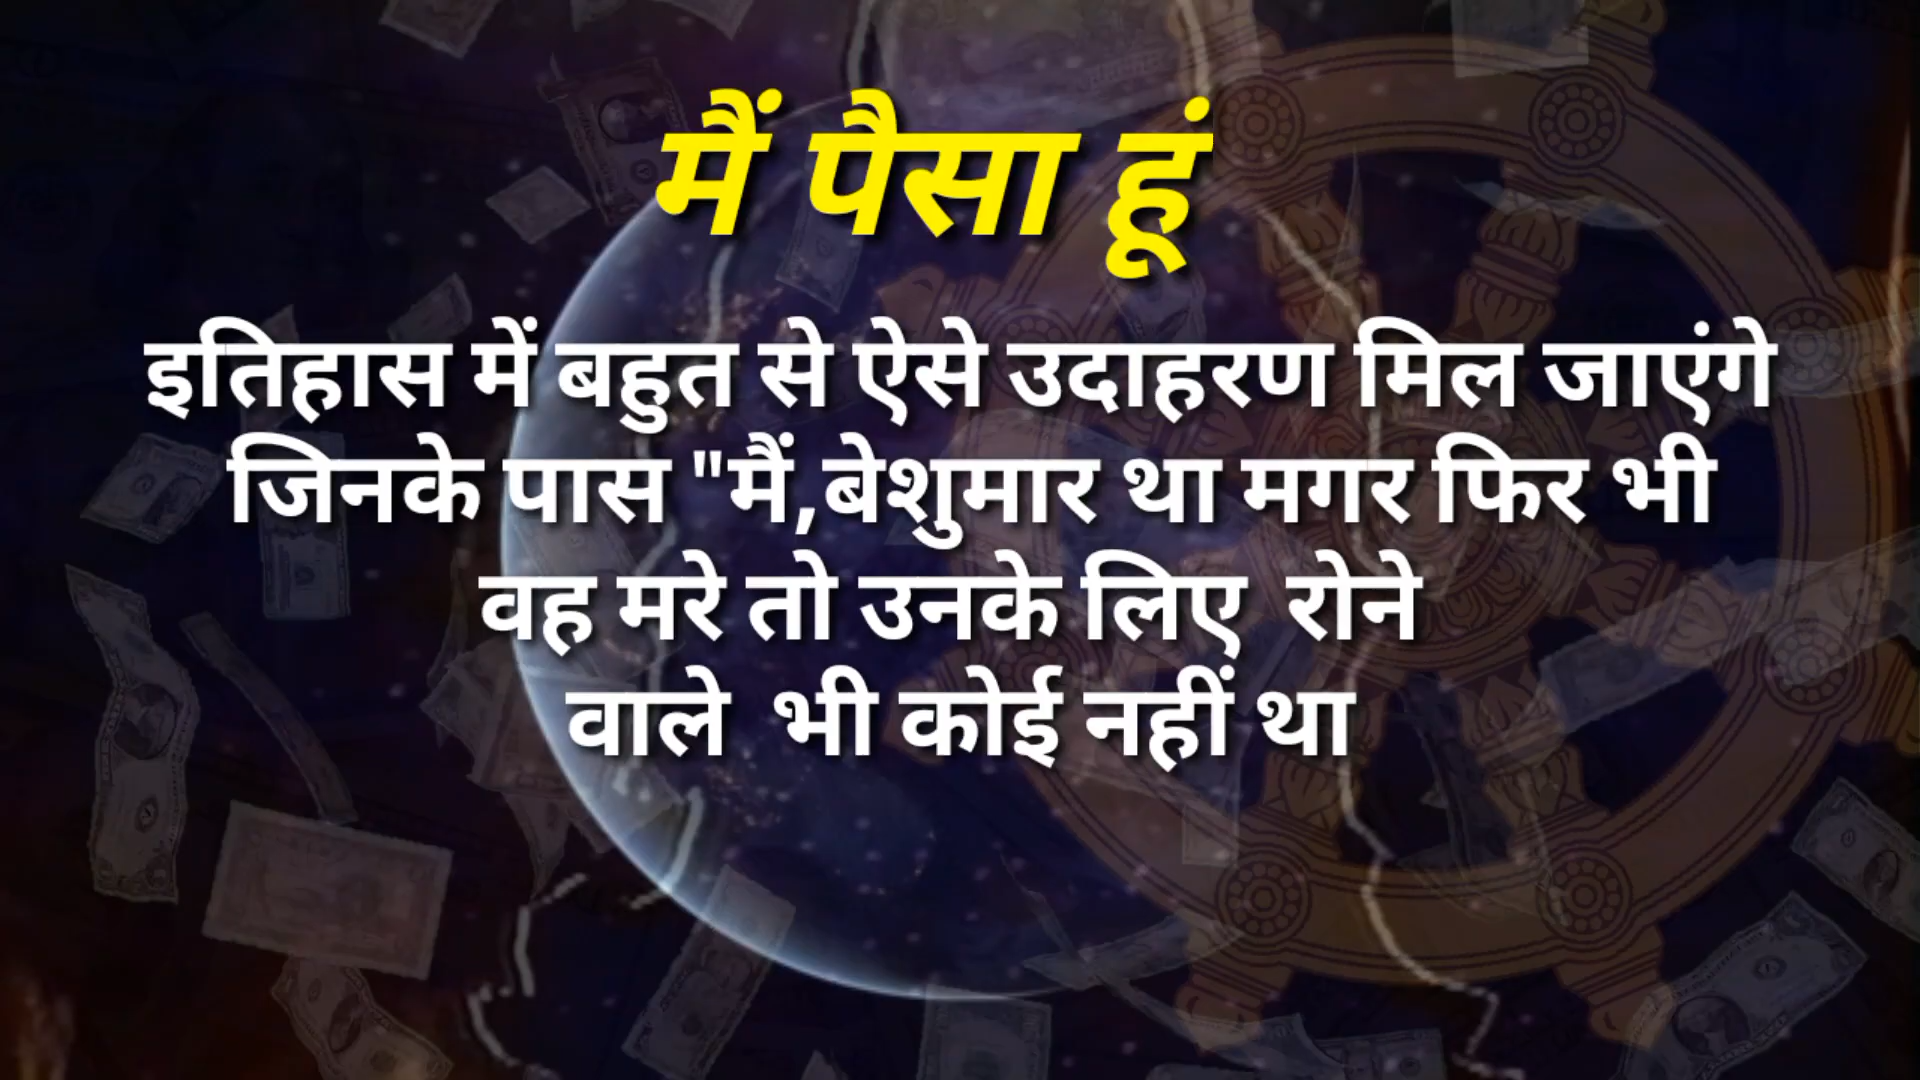 मैं पैसा हूं
इतिहास में बहुत से ऐसे उदाहरण मिल जाएंगे
जिनके पास "मैं,बेशुमार था मगर फिर भी
वह मरे तो उनके लिए रोने
वाले भी कोई नहीं था